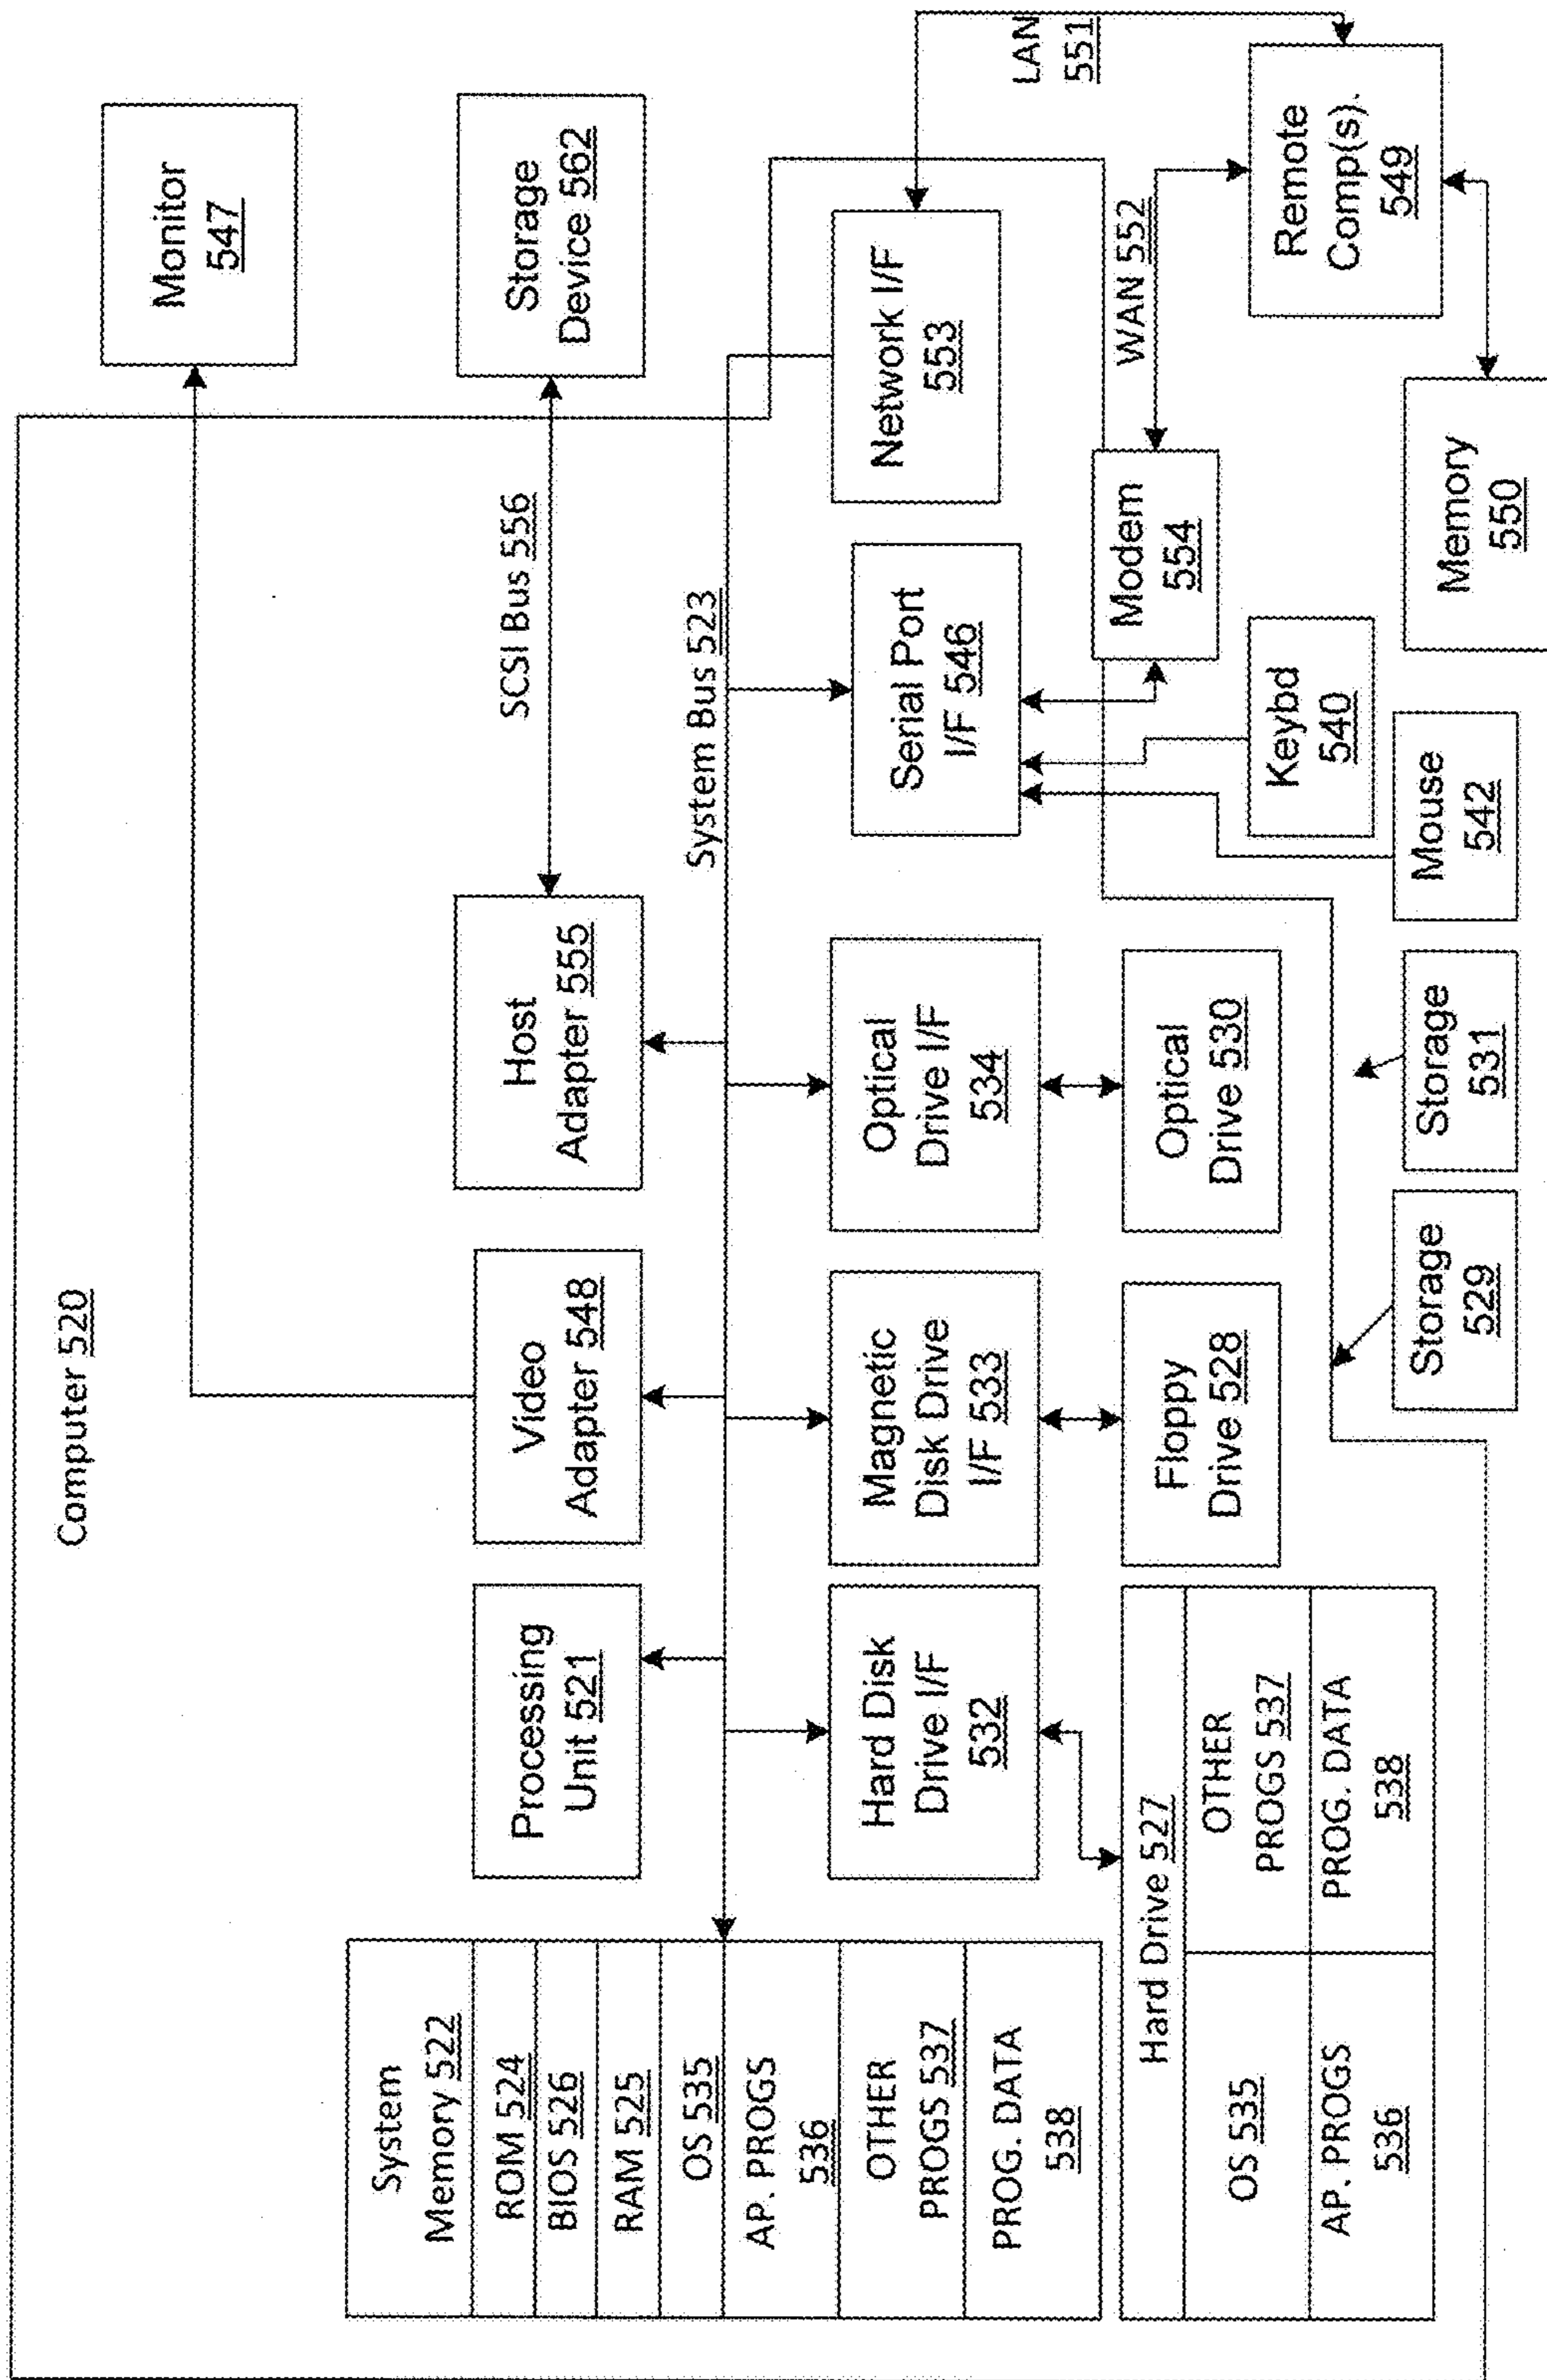 Computer 520
Monitor
547
Processing
Unit 521
Video
Adapter 548
Host
Adapter 555
SCSI Bus 556
Storage
Device 562
System Bus 523
System
Memory 522
ROM 524
BIOS 526
RAM 525
OS 535
AP. PROGS
536
OTHER
PROGS 537
PROG. DATA
538
Hard Disk
Drive I/F
532
Magnetic
Disk Drive
I/F 533
Optical
Drive I/F
534
Serial Port
I/F 546
Network I/F
553
LAN
551
Hard Drive 527
OS 535
OTHER
PROGS 537
AP. PROGS
536
PROG. DATA
538
Floppy
Drive 528
Optical
Drive 530
Modem
554
WAN 552
Remote
Comp(s).
549
Keybd
540
Storage
529
Storage
531
Mouse
542
Memory
550